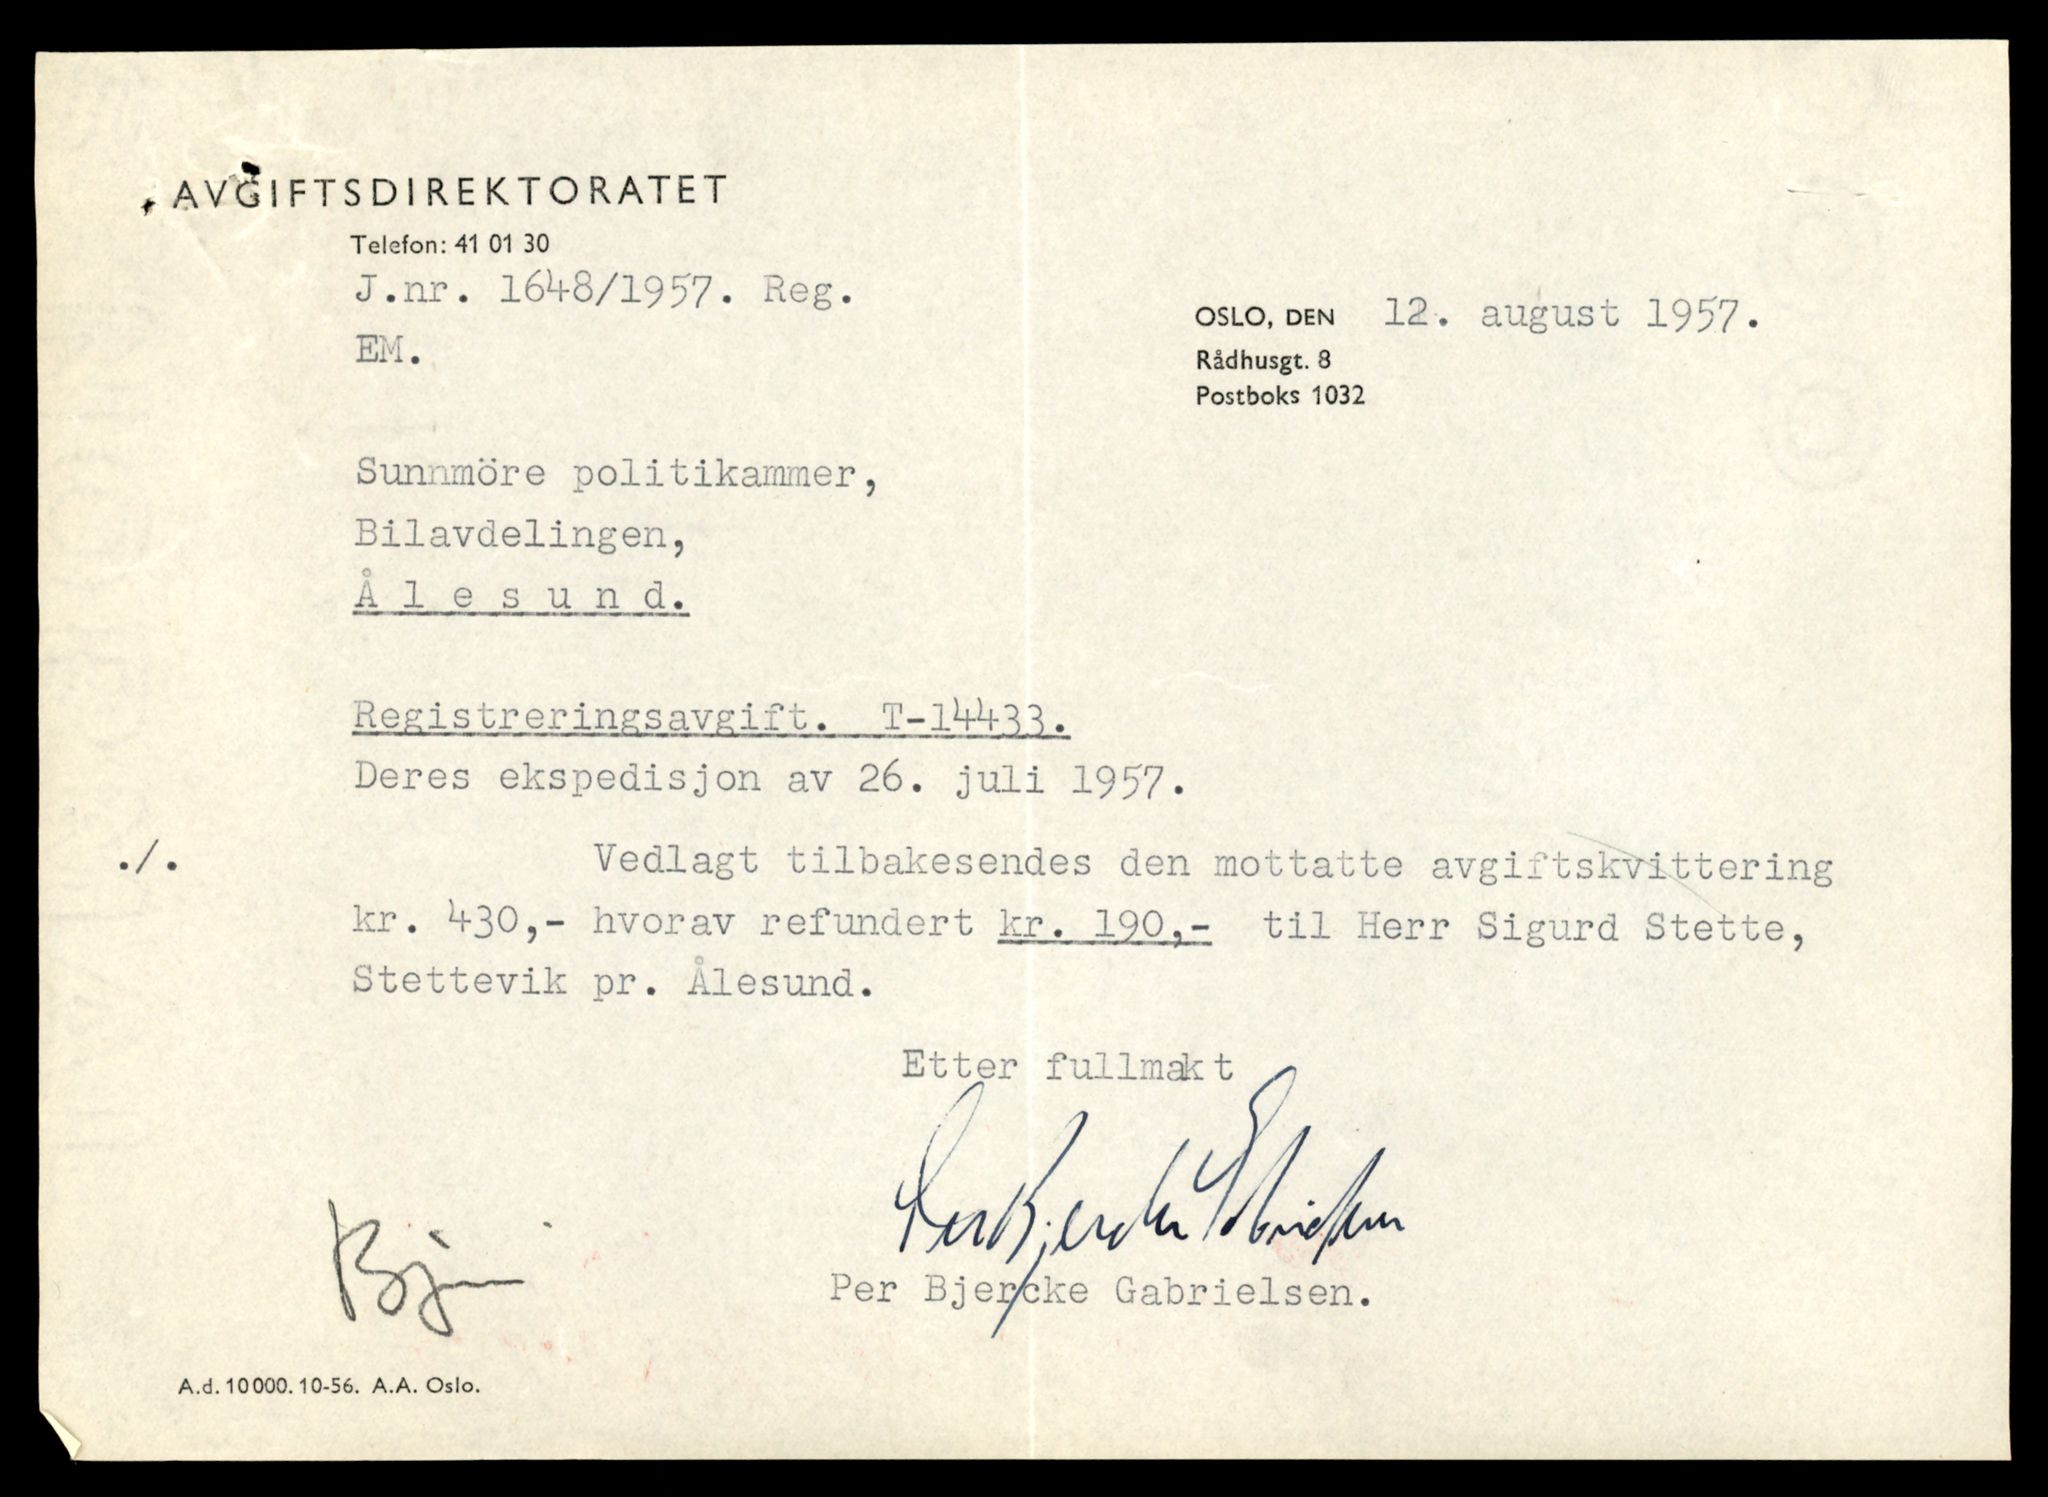 AVGIFTSDIREKTORATET
Telefon: 41 01 30
J.nr. 1648/1957. Reg.
EM.
OSLO, DEN 12. august 1957.
Rådhusgt. 8
Postboks 1032
Sunnmöre politikammer,
Bilavdelingen,
Å l e s u n d.
Registreringsavgift. T-14433.
Deres ekspedisjon av 26. juli 1957.
./. Vedlagt tilbakesendes den mottatte avgiftskvittering
kr. 430,- hvorav refundert kr. 190,- til Herr Sigurd Stette,
Stettevik pr. Ålesund.
Etter fullmakt
Per Bjercke Gabrielsen
Per Bjercke Gabrielsen.
A.d. 10000. 10-56. A.A. Oslo.